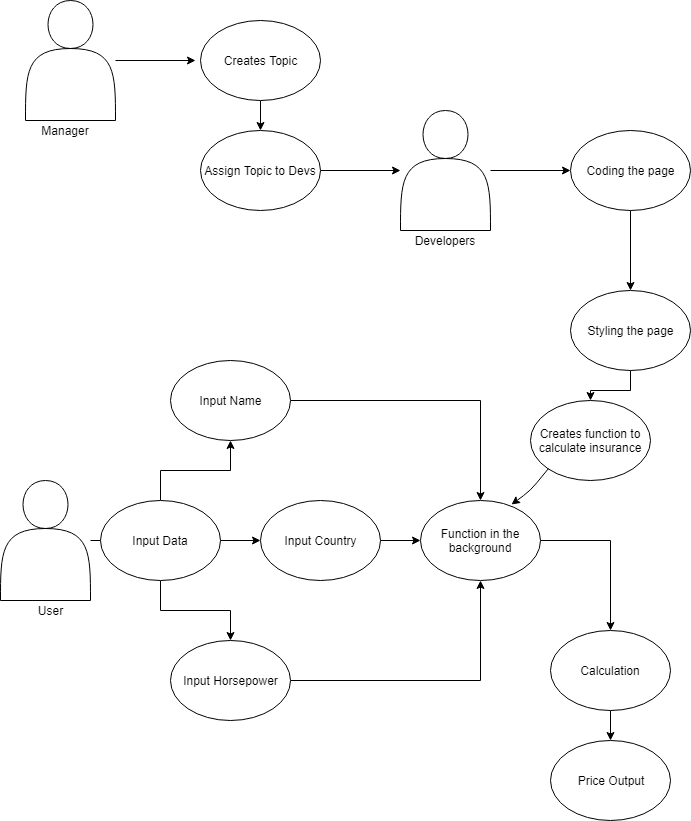 Creates Topic
Manager
Assign Topic to Devs
Coding the page
Developers
Styling the page
Input Name
Creates function to
calculate insurance
Input Data
Input Country
Function in the
background
User
Input Horsepower
Calculation
Price Output